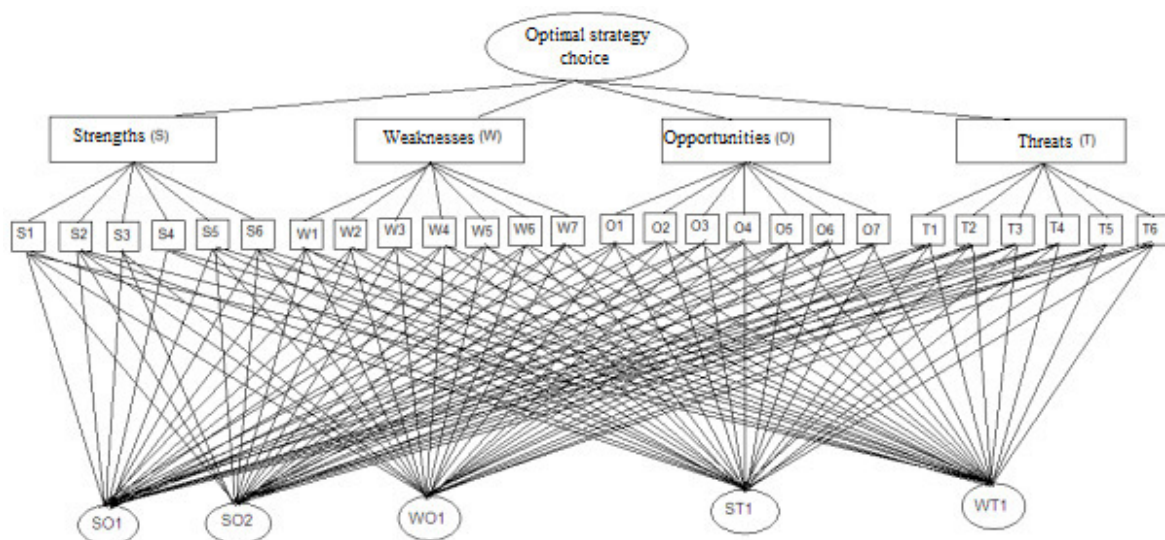 Optimal strategy
choice
Strengths (S)
Weaknesses (W)
Opportunities (O)
Threats (T)
S1 S2 S3 S4 S5 S6 W1 W2 W3 W4 W5 W6 W7 O1 O2 O3 O4 O5 O6 O7 T1 T2 T3 T4 T5 T6
SO1 SO2 WO1 ST1 WT1